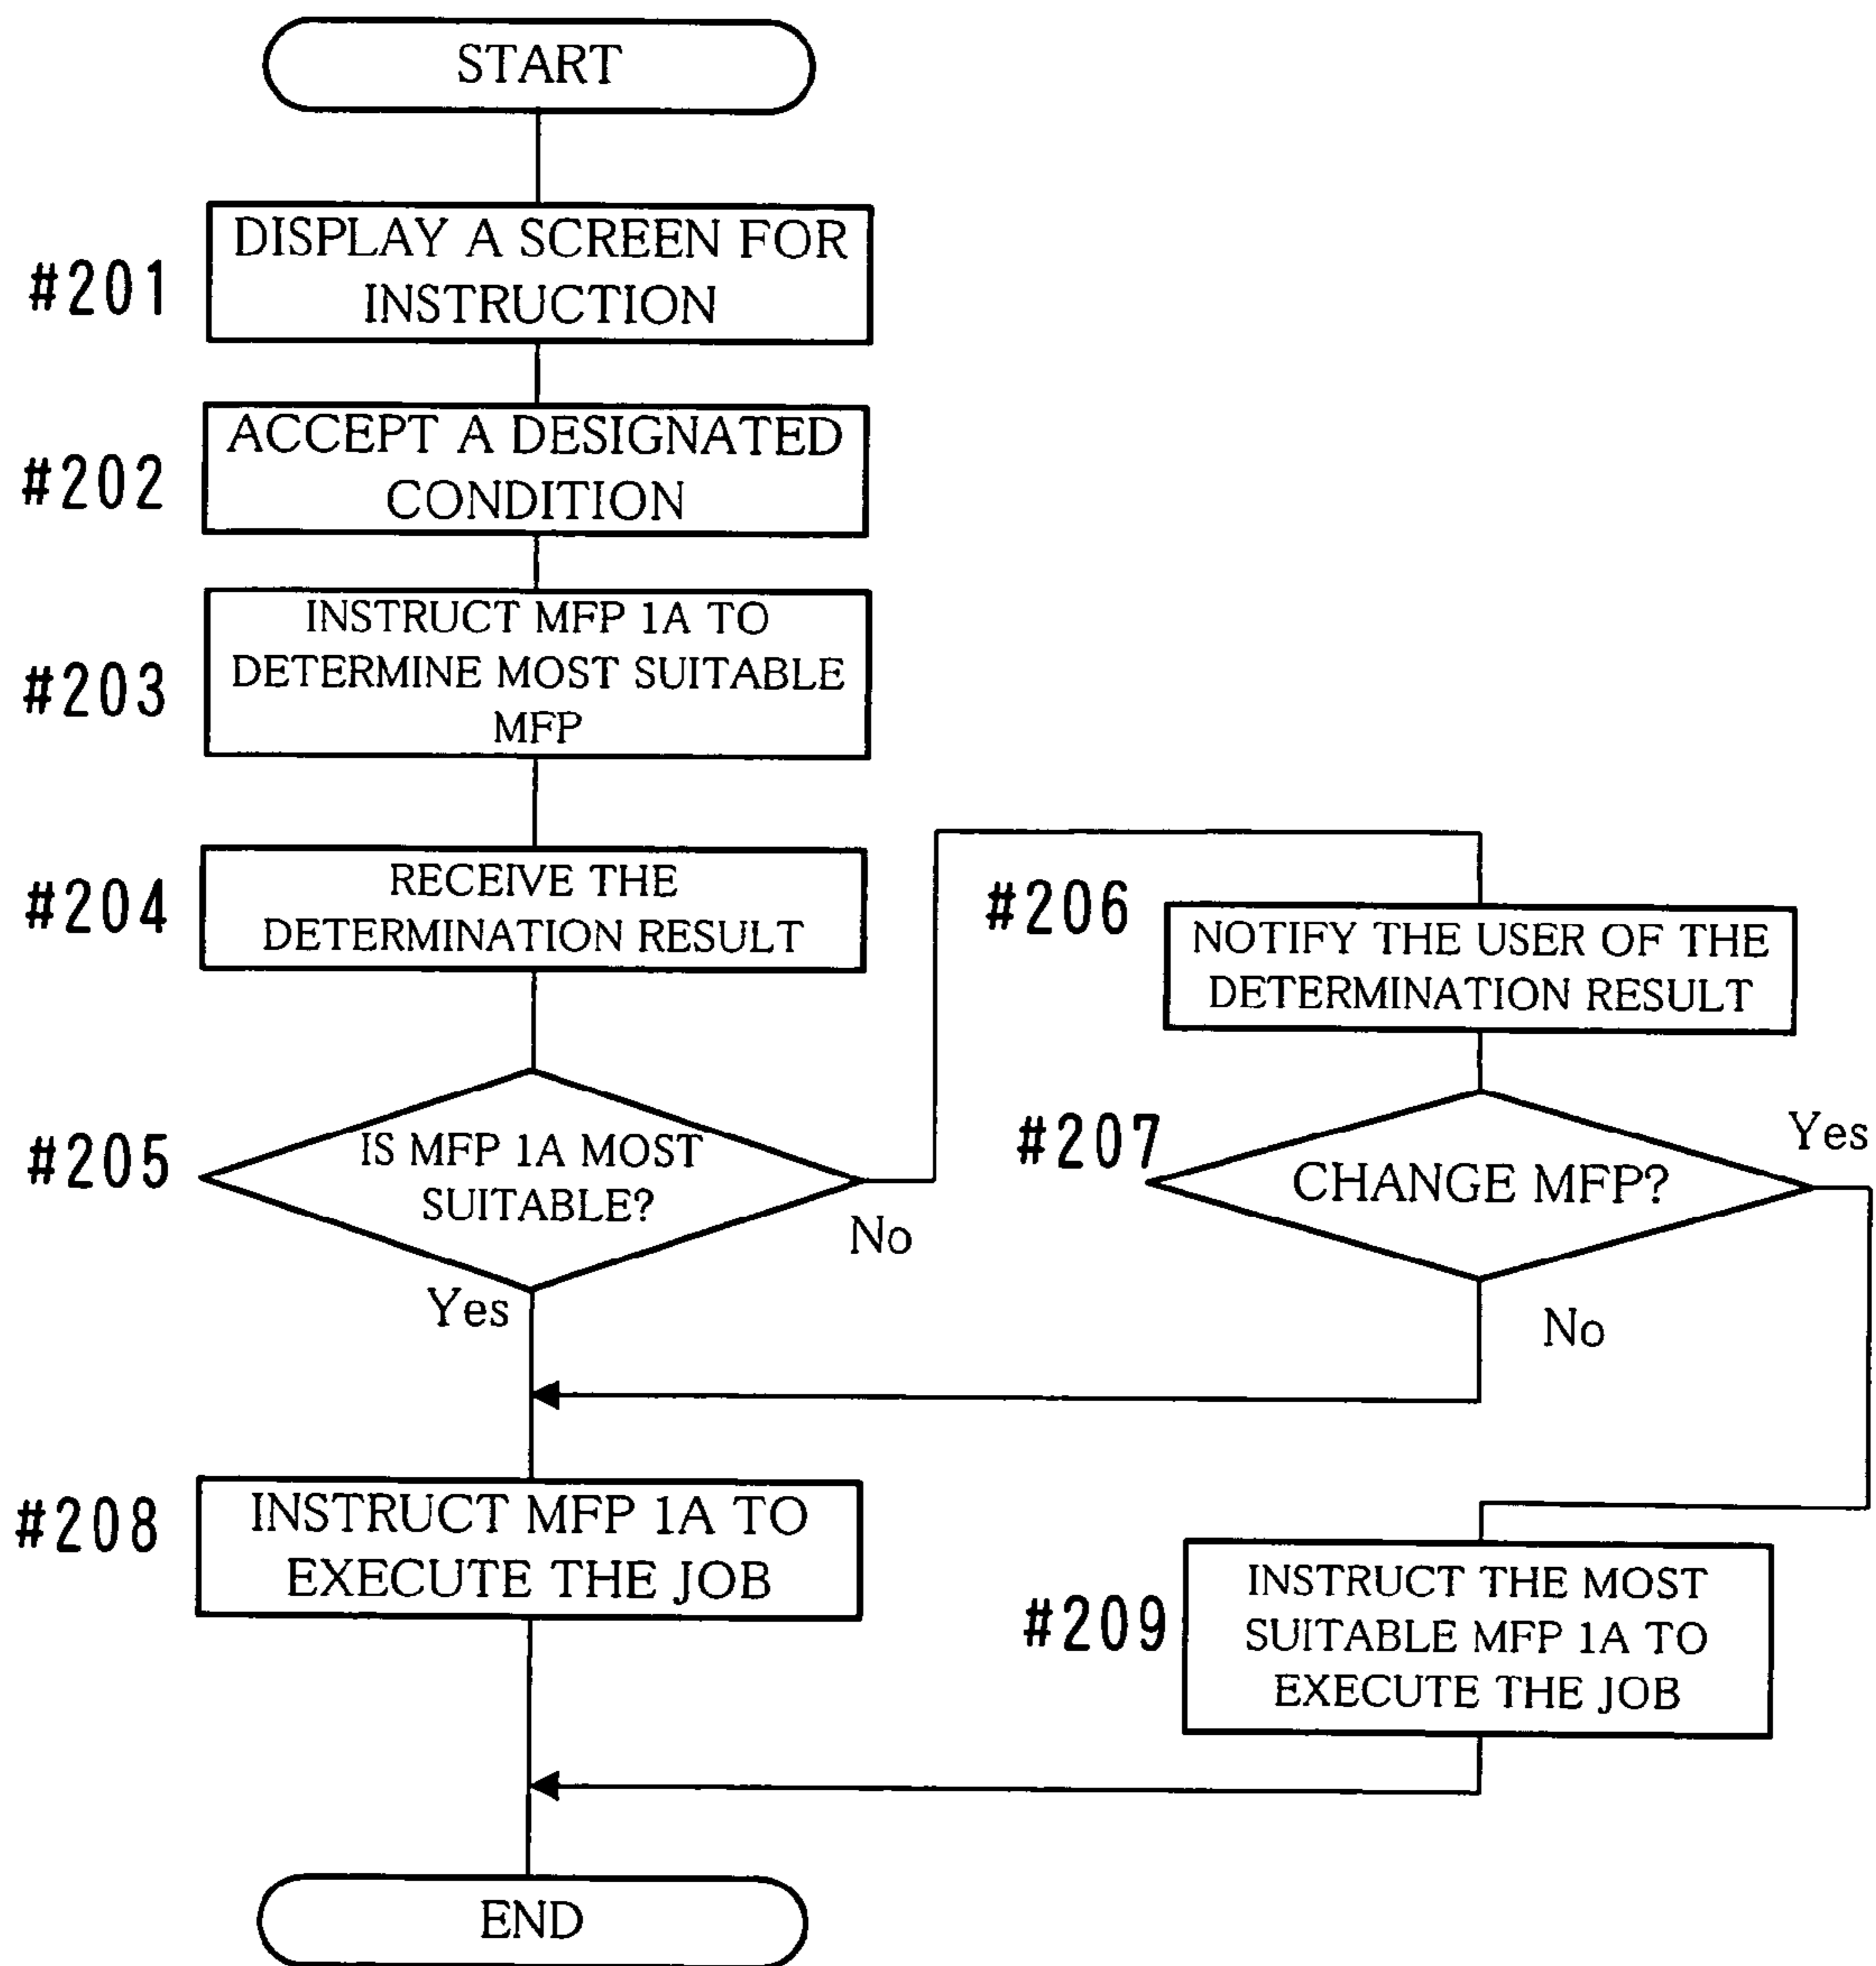 START
#201
DISPLAY A SCREEN FOR
INSTRUCTION
#202
ACCEPT A DESIGNATED
CONDITION
#203
INSTRUCT MFP 1A TO
DETERMINE MOST SUITABLE
MFP
#204
RECEIVE THE
DETERMINATION RESULT
#205
IS MFP 1A MOST
SUITABLE?
No
Yes
#206
NOTIFY THE USER OF THE
DETERMINATION RESULT
#207
CHANGE MFP?
Yes
No
#208
INSTRUCT MFP 1A TO
EXECUTE THE JOB
#209
INSTRUCT THE MOST
SUITABLE MFP 1A TO
EXECUTE THE JOB
END